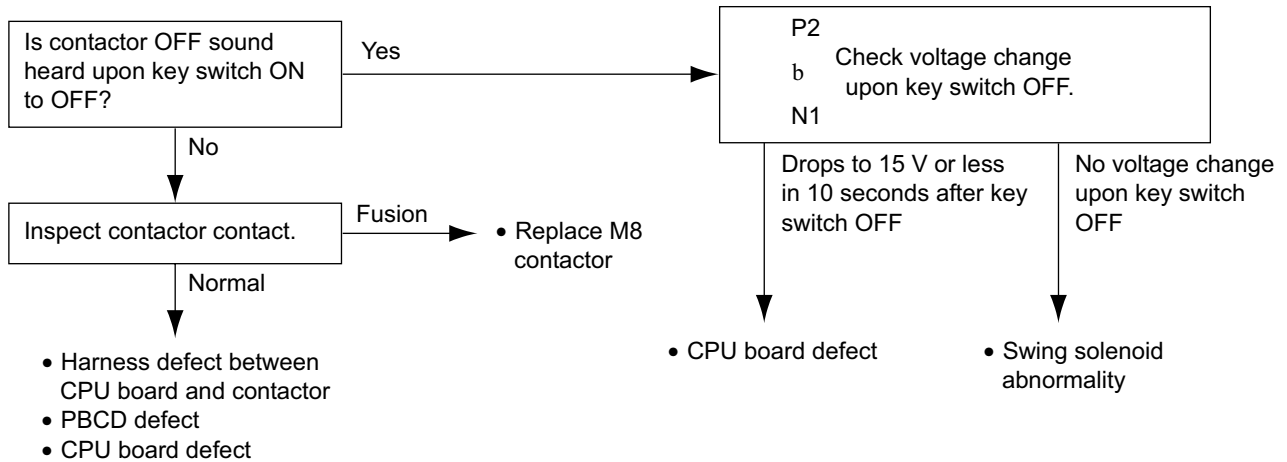 Is contactor OFF sound
heard upon key switch ON
to OFF?
Yes
P2
b
N1
Check voltage change
upon key switch OFF.
No
Drops to 15 V or less
in 10 seconds after key
switch OFF
No voltage change
upon key switch
OFF
Inspect contactor contact.
Fusion
• Replace M8
contactor
Normal
• Harness defect between
CPU board and contactor
• PBCD defect
• CPU board defect
• CPU board defect
• Swing solenoid
abnormality